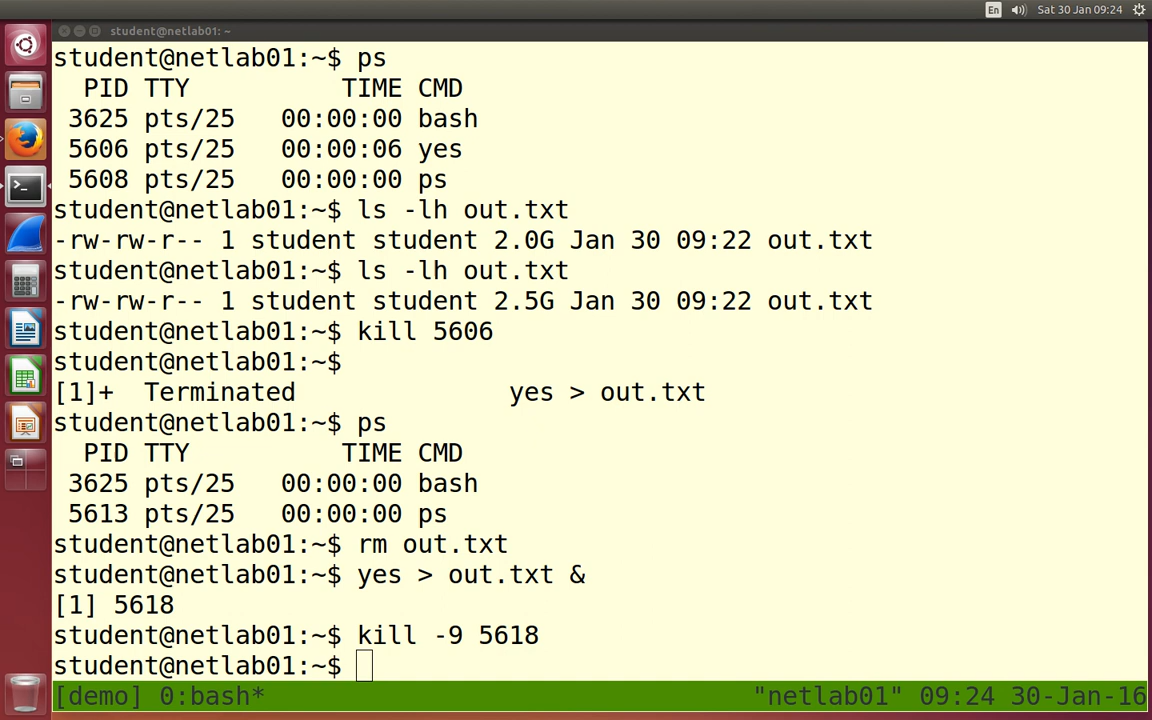 En Sat 30 Jan 09:24
student@netlab01: ~
student@netlab01:~$ ps
  PID TTY          TIME CMD
 3625 pts/25   00:00:00 bash
 5606 pts/25   00:00:06 yes
 5608 pts/25   00:00:00 ps
student@netlab01:~$ ls -lh out.txt
-rw-rw-r-- 1 student student 2.0G Jan 30 09:22 out.txt
student@netlab01:~$ ls -lh out.txt
-rw-rw-r-- 1 student student 2.5G Jan 30 09:22 out.txt
student@netlab01:~$ kill 5606
student@netlab01:~$
[1]+  Terminated              yes > out.txt
student@netlab01:~$ ps
  PID TTY          TIME CMD
 3625 pts/25   00:00:00 bash
 5613 pts/25   00:00:00 ps
student@netlab01:~$ rm out.txt
student@netlab01:~$ yes > out.txt &
[1] 5618
student@netlab01:~$ kill -9 5618
student@netlab01:~$
[demo] 0:bash* "netlab01" 09:24 30-Jan-16